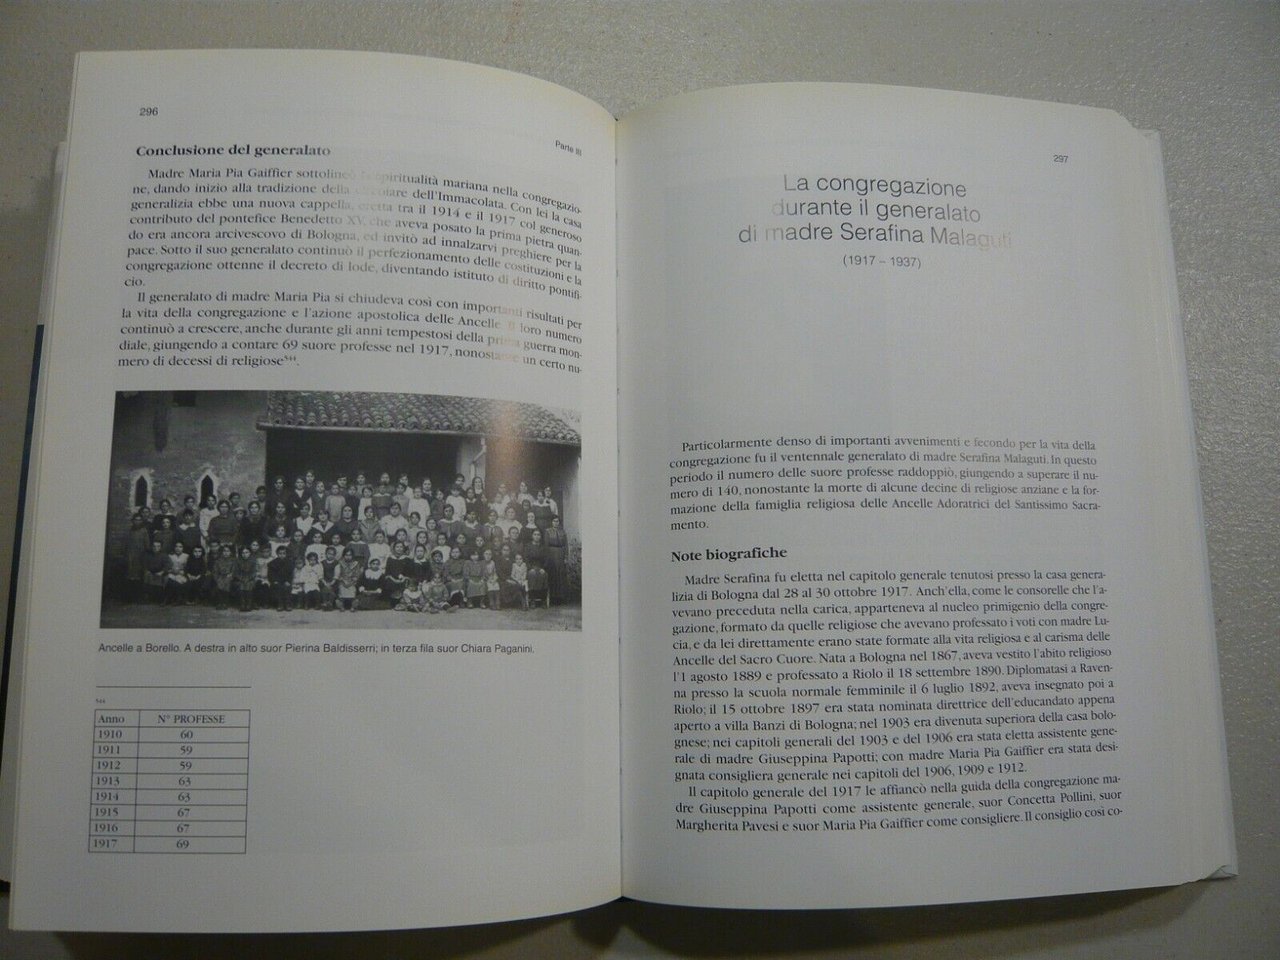 296
Parte III
Conclusione del generalato
Madre Maria Pia Gaiffier sottolineò la spiritualità mariana nella congregazio-
ne, dando inizio alla tradizione della circolare dell'Immacolata. Con lei la casa
generalizia ebbe una nuova cappella, eretta tra il 1914 e il 1917 col generoso
contributo del pontefice Benedetto XV, che aveva posato la prima pietra quan-
do era ancora arcivescovo di Bologna, ed invitò ad innalzarvi preghiere per la
pace. Sotto il suo generalato continuò il perfezionamento delle costituzioni e la
congregazione ottenne il decreto di lode, diventando istituto di diritto pontifi-
cio.
Il generalato di madre Maria Pia si chiudeva così con importanti risultati per
la vita della congregazione e l'azione apostolica delle Ancelle. Il loro numero
continuò a crescere, anche durante gli anni tempestosi della prima guerra mon-
diale, giungendo a contare 69 suore professe nel 1917, nonostante un certo nu-
mero di decessi di religiose544.
Ancelle a Borello. A destra in alto suor Pierina Baldisserri; in terza fila suor Chiara Paganini.
544
Anno N° PROFESSE
1910 60
1911 59
1912 59
1913 63
1914 63
1915 67
1916 67
1917 69
297
La congregazione
durante il generalato
di madre Serafina Malaguti
(1917 – 1937)
Particolarmente denso di importanti avvenimenti e fecondo per la vita della
congregazione fu il ventennale generalato di madre Serafina Malaguti. In questo
periodo il numero delle suore professe raddoppiò, giungendo a superare il nu-
mero di 140, nonostante la morte di alcune decine di religiose anziane e la for-
mazione della famiglia religiosa delle Ancelle Adoratrici del Santissimo Sacra-
mento.
Note biografiche
Madre Serafina fu eletta nel capitolo generale tenutosi presso la casa genera-
lizia di Bologna dal 28 al 30 ottobre 1917. Anch'ella, come le consorelle che l'a-
vevano preceduta nella carica, apparteneva al nucleo primigenio della congre-
gazione, formato da quelle religiose che avevano professato i voti con madre Lu-
cia, e da lei direttamente erano state formate alla vita religiosa e al carisma delle
Ancelle del Sacro Cuore. Nata a Bologna nel 1867, aveva vestito l'abito religioso
l'1 agosto 1889 e professato a Riolo il 18 settembre 1890. Diplomatasi a Raven-
na presso la scuola normale femminile il 6 luglio 1892, aveva insegnato poi a
Riolo; il 15 ottobre 1897 era stata nominata direttrice dell'educandato appena
aperto a villa Banzi di Bologna; nel 1903 era divenuta superiora della casa bolo-
gnese; nei capitoli generali del 1903 e del 1906 era stata eletta assistente gene-
rale di madre Giuseppina Papotti; con madre Maria Pia Gaiffier era stata desi-
gnata consigliera generale nei capitoli del 1906, 1909 e 1912.
Il capitolo generale del 1917 le affiancò nella guida della congregazione ma-
dre Giuseppina Papotti come assistente generale, suor Concetta Pollini, suor
Margherita Pavesi e suor Maria Pia Gaiffier come consigliere. Il consiglio così co-